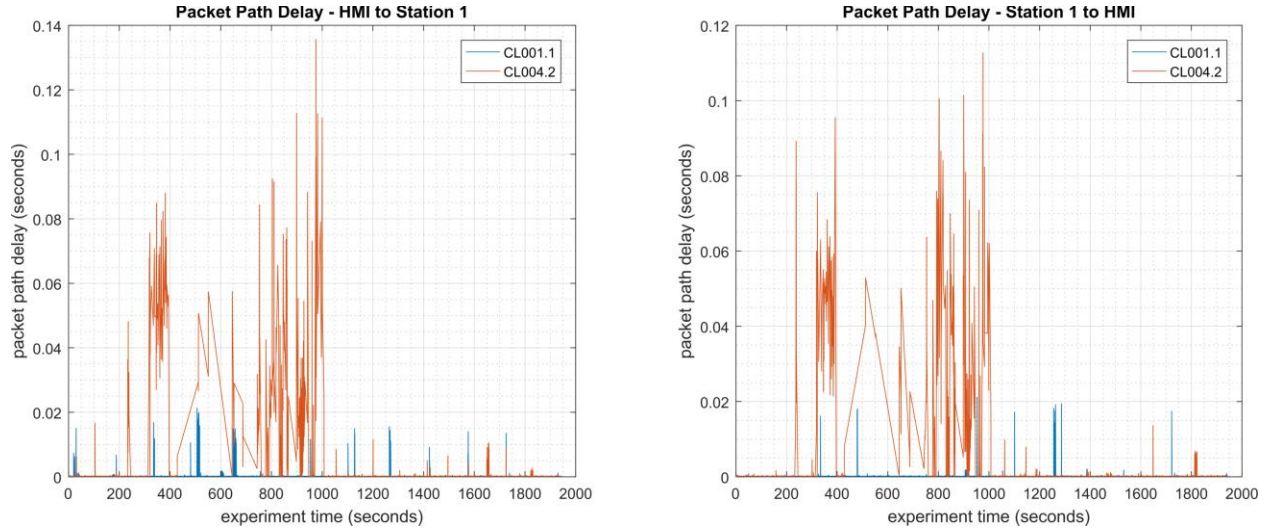 Packet Path Delay - HMI to Station 1
0.14
0.12
0.1
0.08
0.06
0.04
0.02
0
packet path delay (seconds)
CL001.1
CL004.2
0 200 400 600 800 1000 1200 1400 1600 1800 2000
experiment time (seconds)
Packet Path Delay - Station 1 to HMI
0.12
0.1
0.08
0.06
0.04
0.02
0
packet path delay (seconds)
CL001.1
CL004.2
0 200 400 600 800 1000 1200 1400 1600 1800 2000
experiment time (seconds)